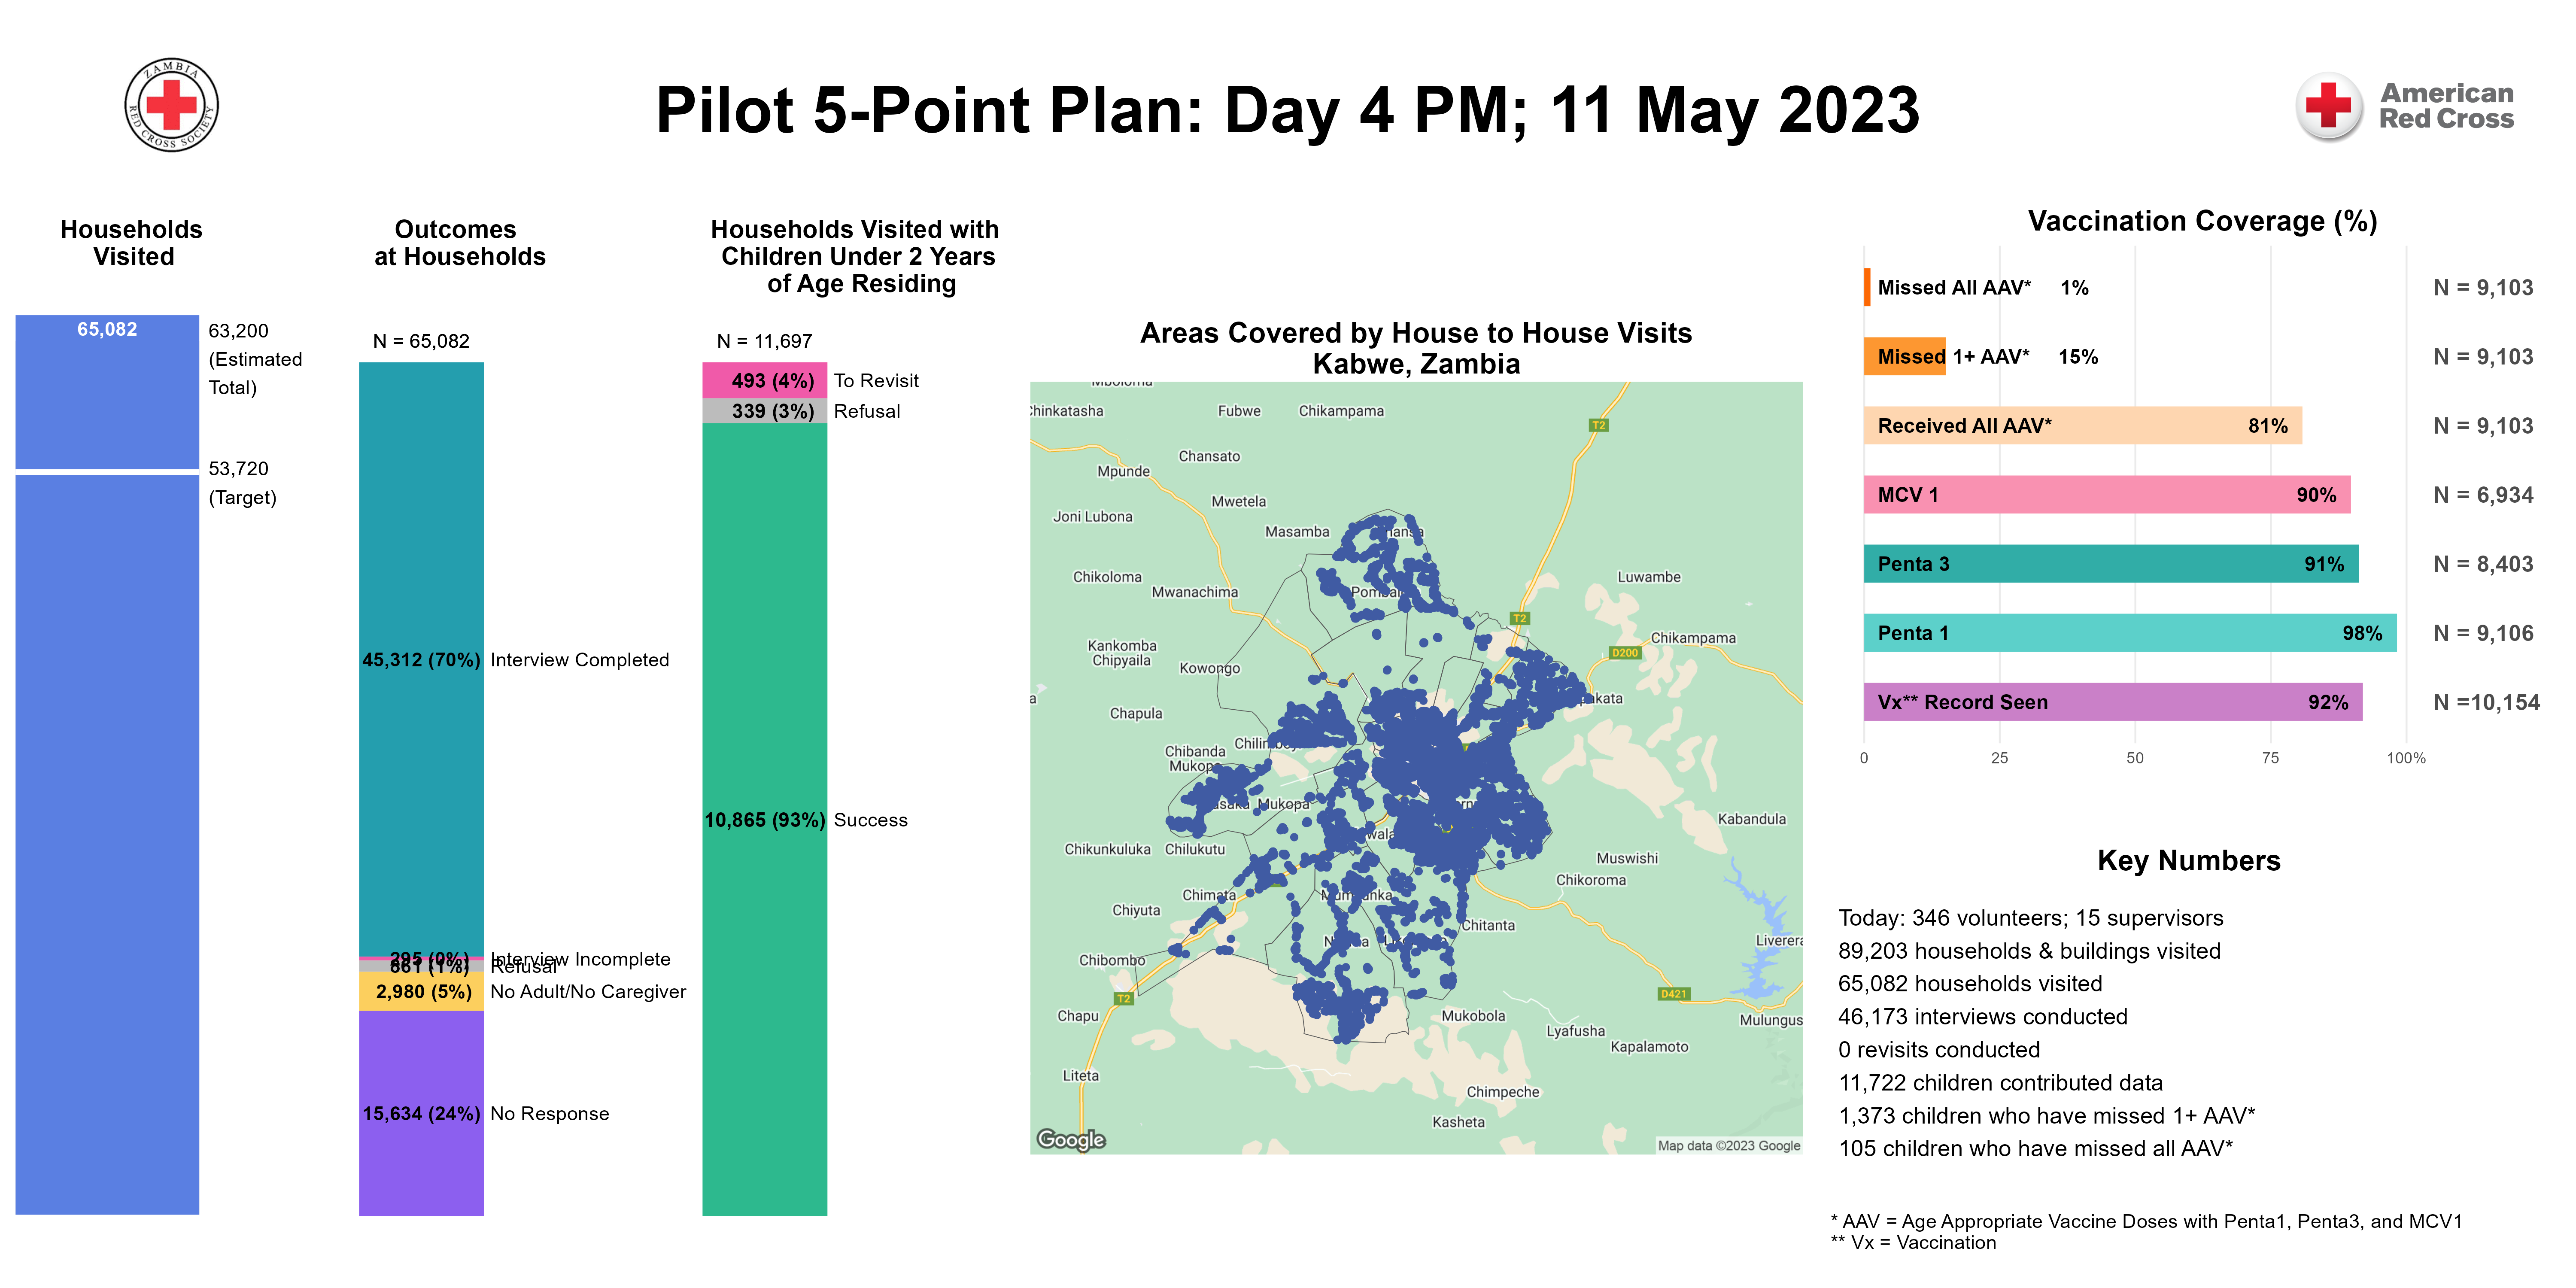 ZAMBIA
RED CROSS SOCIETY
Pilot 5-Point Plan: Day 4 PM; 11 May 2023
American
Red Cross
Households
Visited
65,082
63,200
(Estimated
Total)
53,720
(Target)
Outcomes
at Households
N = 65,082
45,312 (70%) Interview Completed
295 (0%) Interview Incomplete
861 (1%) Refusal
2,980 (5%) No Adult/No Caregiver
15,634 (24%) No Response
Households Visited with
Children Under 2 Years
of Age Residing
N = 11,697
493 (4%) To Revisit
339 (3%) Refusal
10,865 (93%) Success
Areas Covered by House to House Visits
Kabwe, Zambia
Mboloma
Chinkatasha
Fubwe
Chikampama
T2
Chansato
Mpunde
Mwetela
Joni Lubona
Masamba
Chikoloma
Mwanachima
Luwambe
T2
Chikampama
Kankomba
Chipyaila
Kowongo
D200
Chapula
Chibanda
Mukopa
Mukopa
Kabandula
Chikunkuluka
Chilukutu
Muswishi
Chikoroma
Chimata
Chiyuta
Chitanta
Chibombo
T2
D421
Chapu
Mukobola
Lyafusha
Mulungus
Kapalamoto
Liteta
Chimpeche
Kasheta
Google
Map data ©2023 Google
Vaccination Coverage (%)
Missed All AAV* 1% N = 9,103
Missed 1+ AAV* 15% N = 9,103
Received All AAV* 81% N = 9,103
MCV 1 90% N = 6,934
Penta 3 91% N = 8,403
Penta 1 98% N = 9,106
Vx** Record Seen 92% N =10,154
0 25 50 75 100%
Key Numbers
Today: 346 volunteers; 15 supervisors
89,203 households & buildings visited
65,082 households visited
46,173 interviews conducted
0 revisits conducted
11,722 children contributed data
1,373 children who have missed 1+ AAV*
105 children who have missed all AAV*
* AAV = Age Appropriate Vaccine Doses with Penta1, Penta3, and MCV1
** Vx = Vaccination